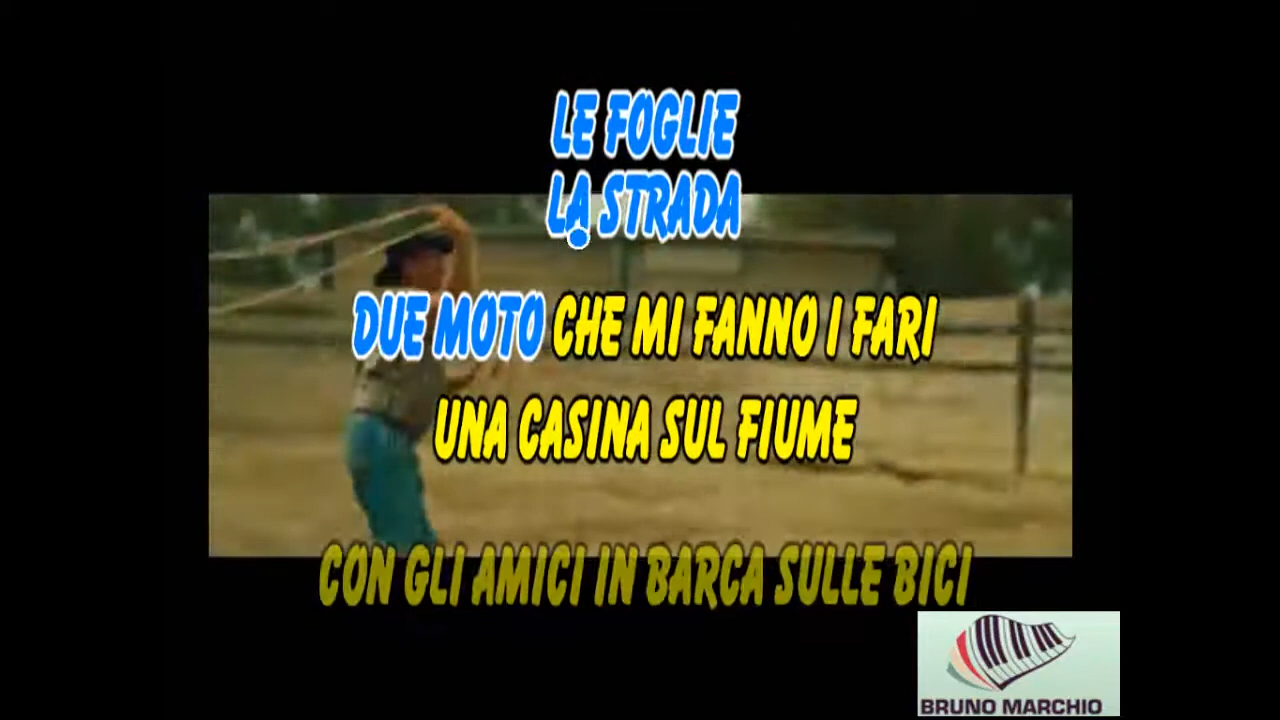 LE FOGLIE
LA STRADA
DUE MOTO CHE MI FANNO I FARI
UNA CASINA SUL FIUME
CON GLI AMICI IN BARCA SULLE BICI
BRUNO MARCHIO